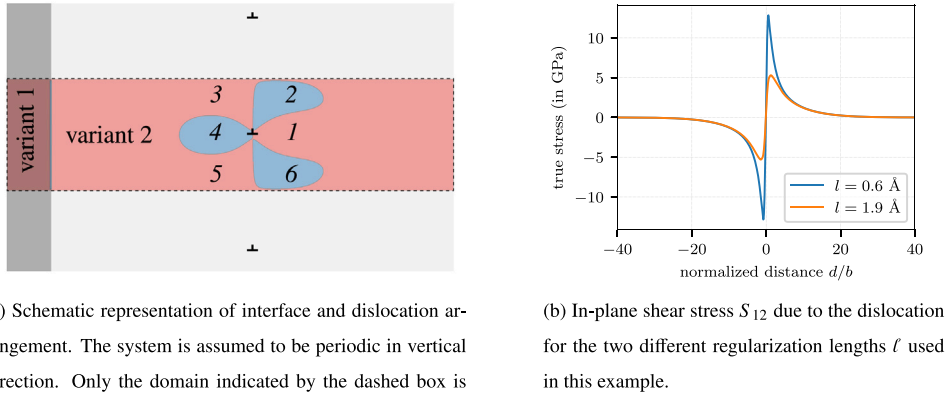 variant 1
variant 2
3
2
4
1
5
6
true stress (in GPa)
10
5
0
−5
−10
l = 0.6 Å
l = 1.9 Å
−40
−20
0
20
40
normalized distance d/b
) Schematic representation of interface and dislocation ar-
ngement. The system is assumed to be periodic in vertical
rection. Only the domain indicated by the dashed box is
(b) In-plane shear stress S12 due to the dislocation
for the two different regularization lengths ℓ used
in this example.